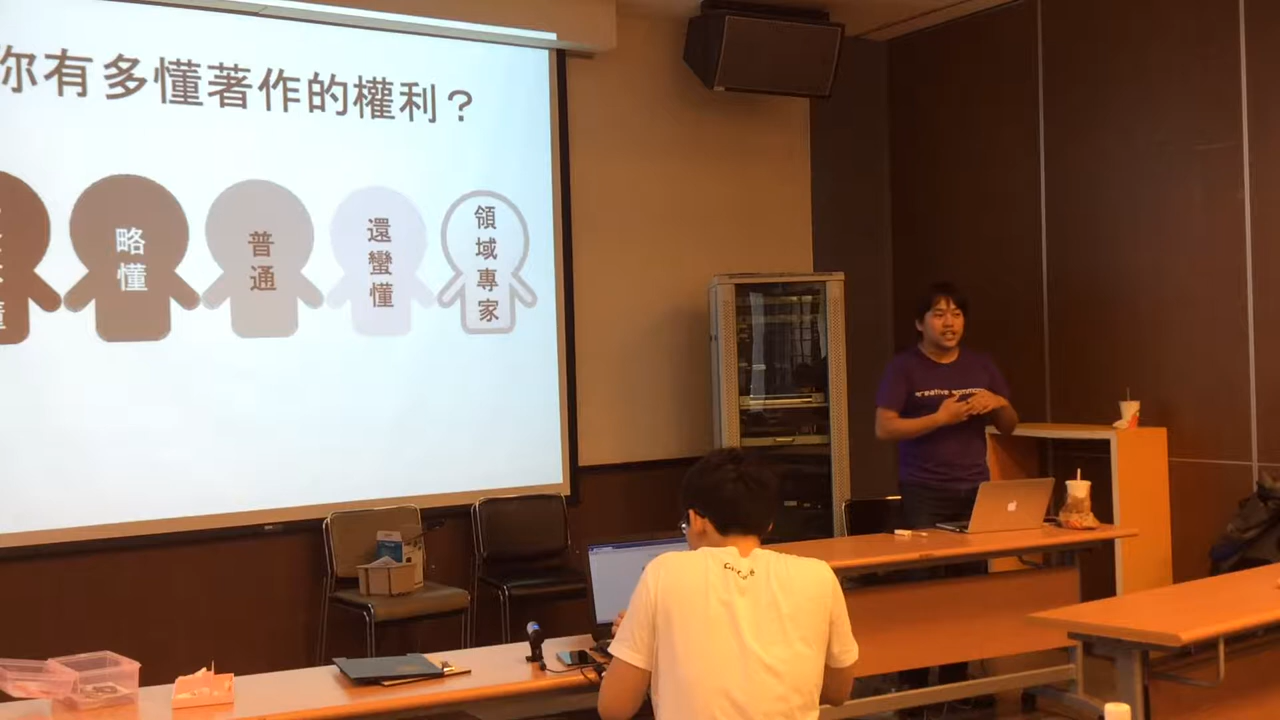 你有多懂著作的權利？
略懂
普通
還蠻懂
領域專家
creative commons